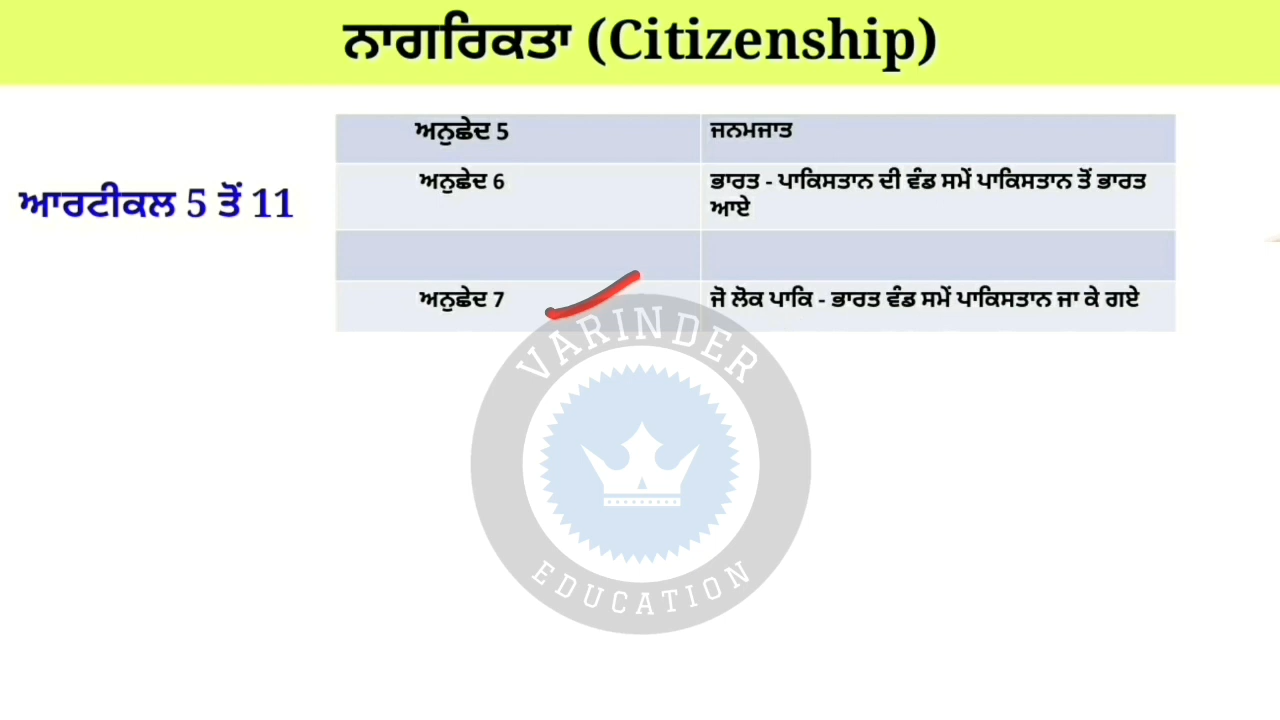 ਨਾਗਰਿਕਤਾ (Citizenship)
ਆਰਟੀਕਲ 5 ਤੋਂ 11
ਅਨੁਛੇਦ 5 ਜਨਮਜਾਤ
ਅਨੁਛੇਦ 6 ਭਾਰਤ - ਪਾਕਿਸਤਾਨ ਦੀ ਵੰਡ ਸਮੇਂ ਪਾਕਿਸਤਾਨ ਤੋਂ ਭਾਰਤ
ਆਏ
ਅਨੁਛੇਦ 7 ਜੋ ਲੋਕ ਪਾਕਿ - ਭਾਰਤ ਵੰਡ ਸਮੇਂ ਪਾਕਿਸਤਾਨ ਜਾ ਕੇ ਗਏ
VARINDER
EDUCATION